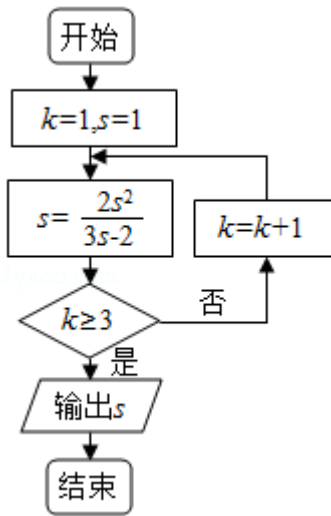 开始
k=1,s=1
s= 2s²/3s-2
k=k+1
k≥3
否
是
输出s
结束